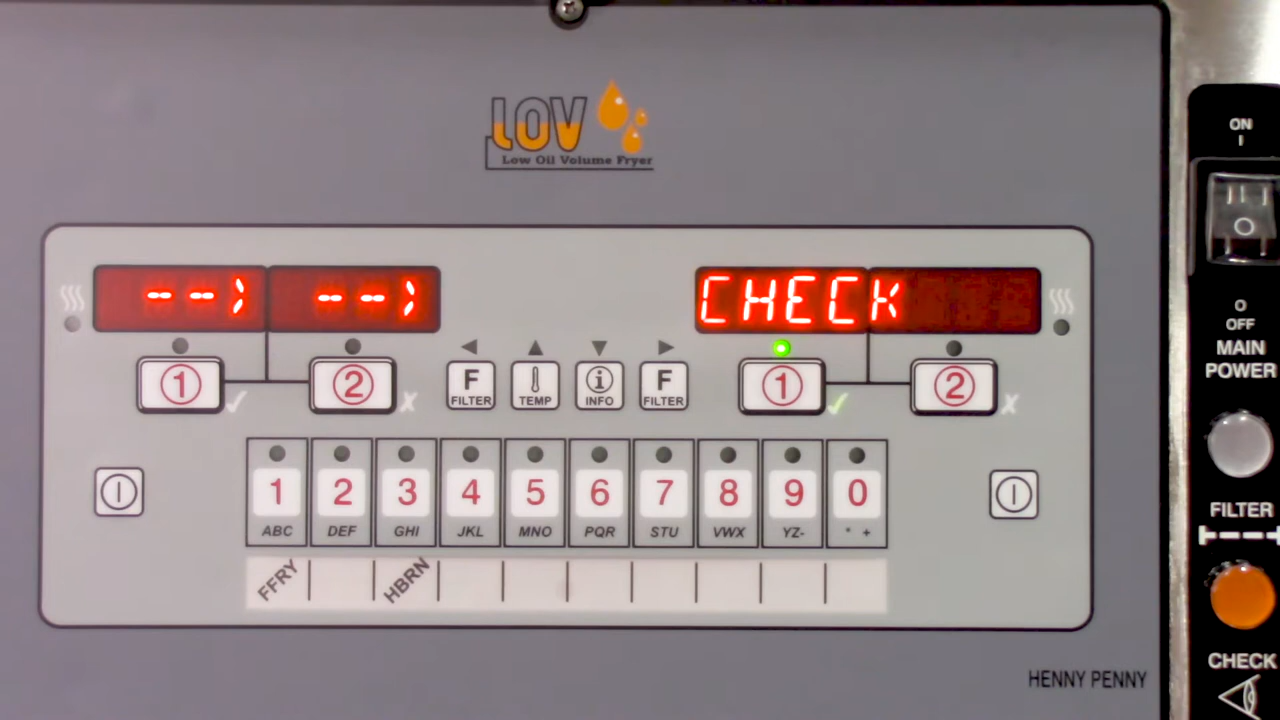 LOV
Low Oil Volume Fryer
--) --)
CHECK
1 2
F FILTER
TEMP
i INFO
F FILTER
1 2
1 2 3 4 5 6 7 8 9 0
ABC DEF GHI JKL MNO PQR STU VWX YZ- * +
FFRY HBRN
HENNY PENNY
ON
I
O
OFF
MAIN
POWER
FILTER
CHECK